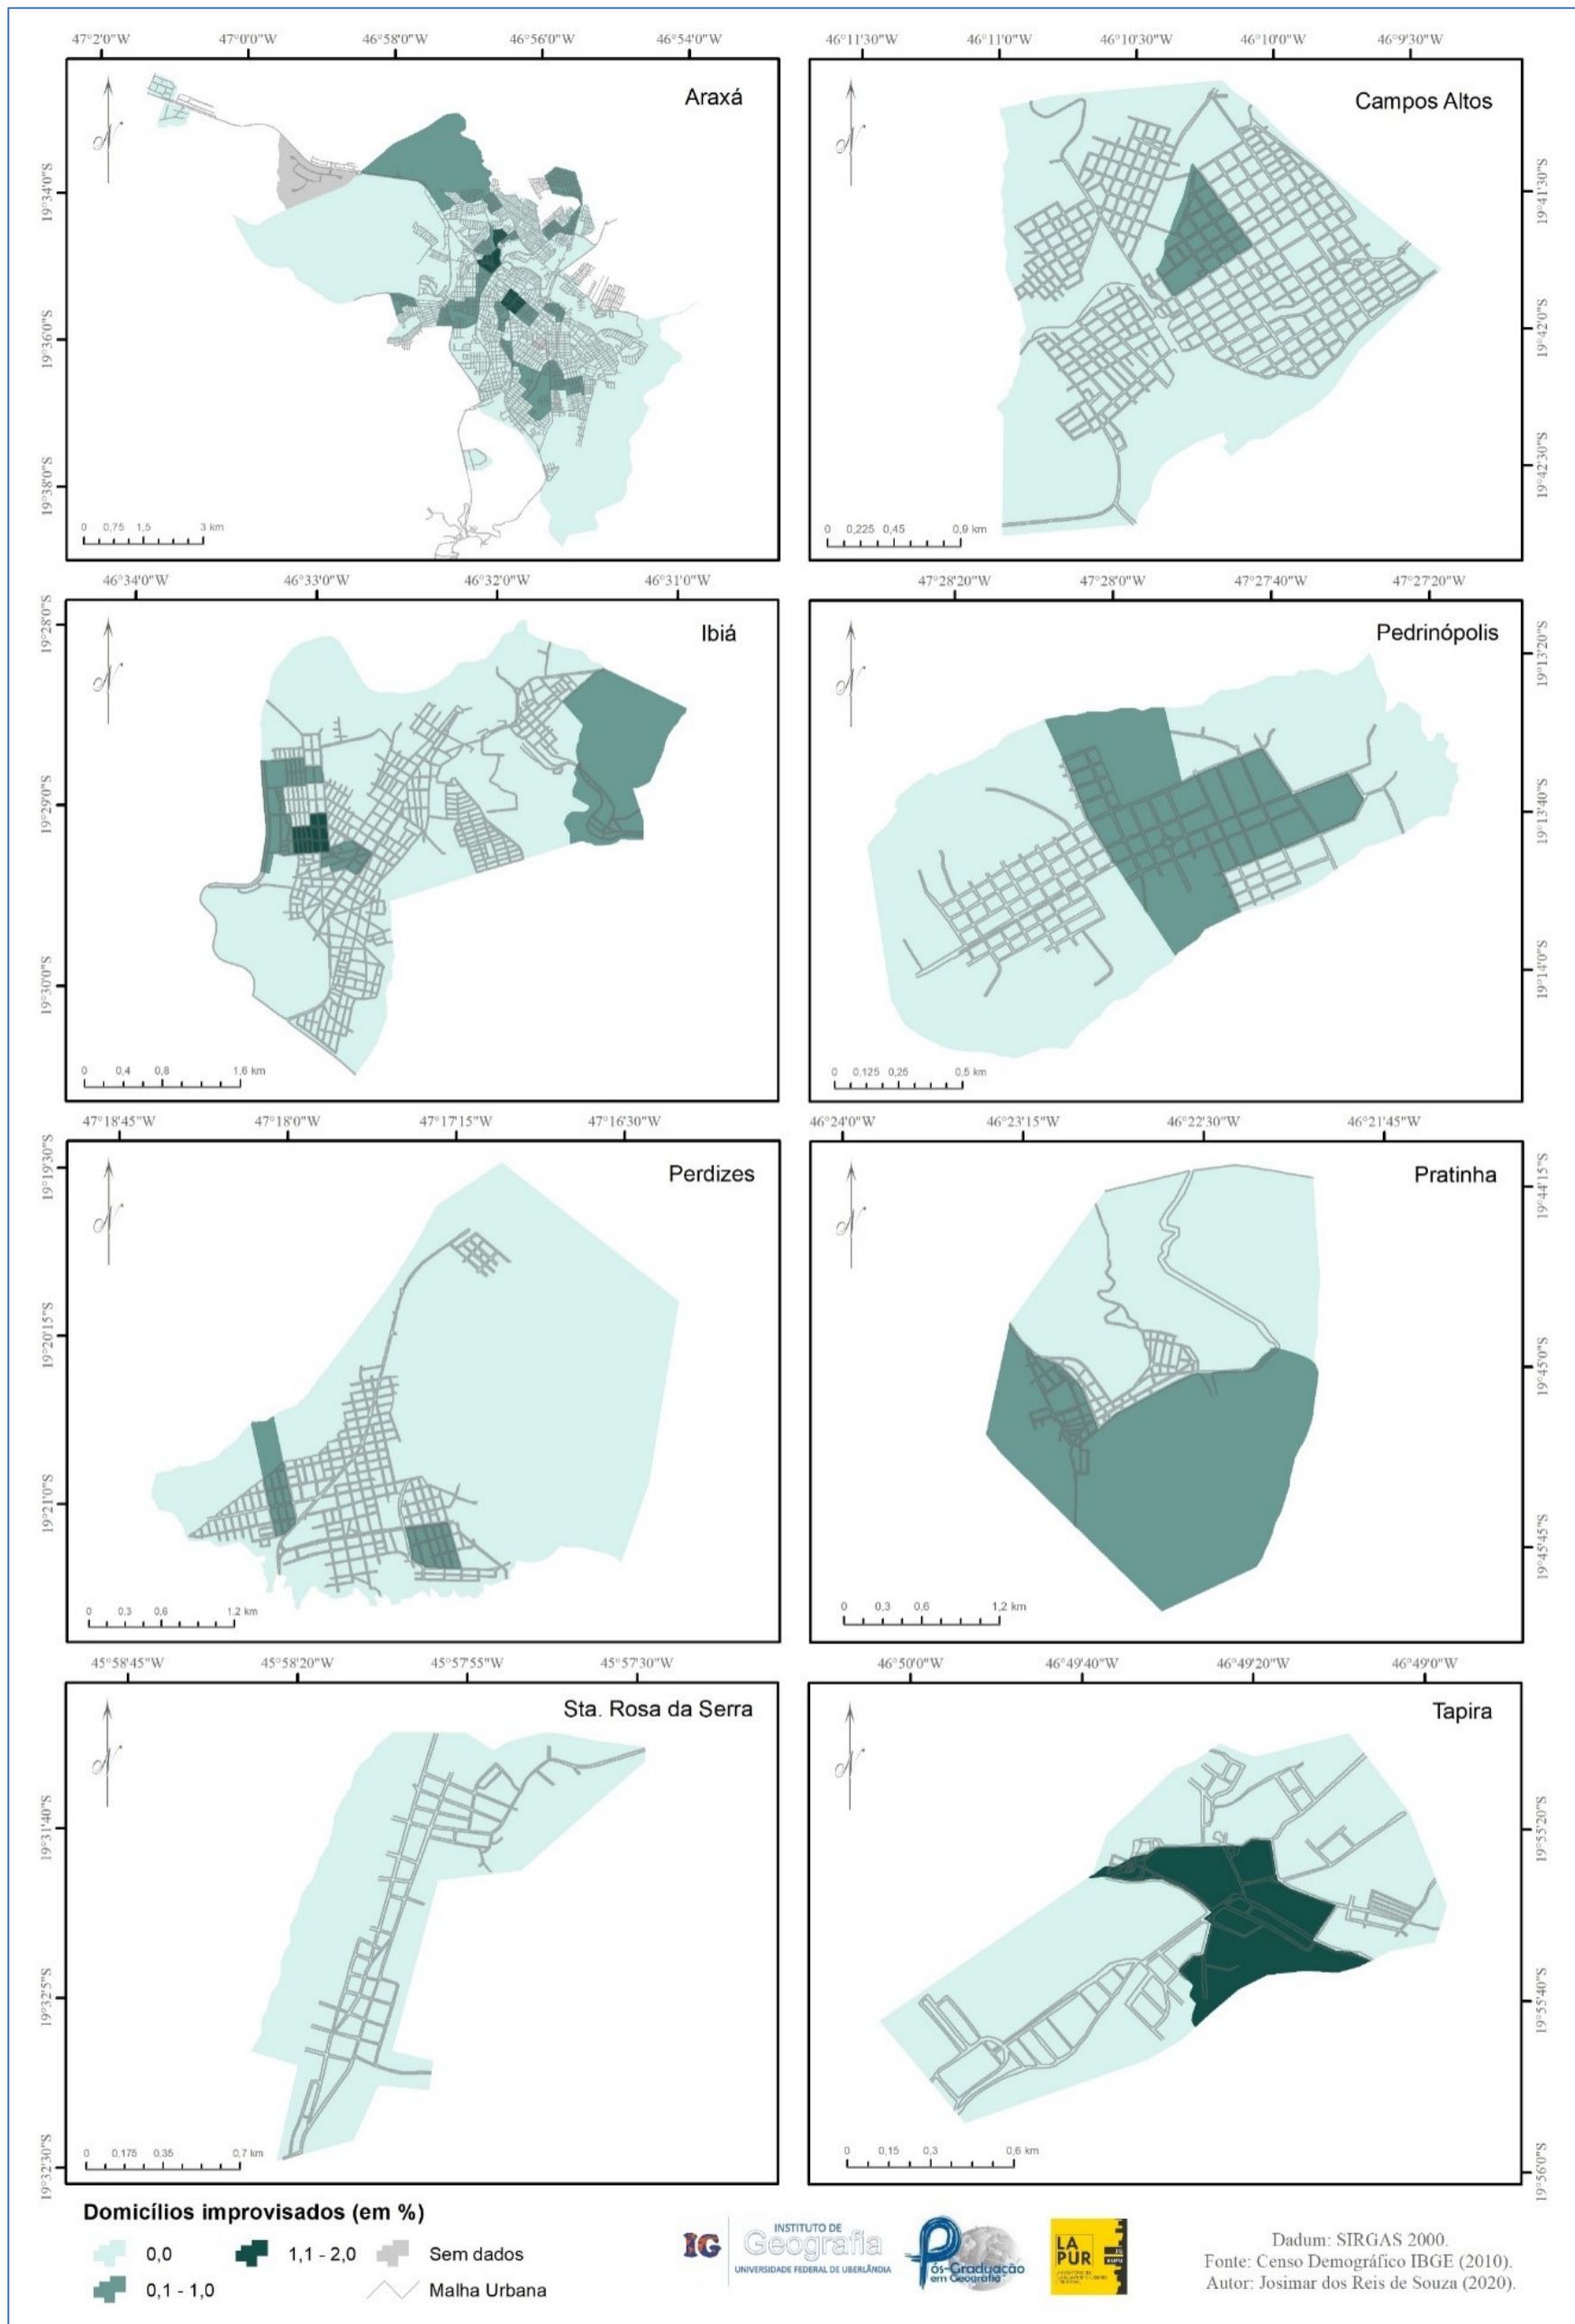 47°2'0"W 47°0'0"W 46°58'0"W 46°56'0"W 46°54'0"W
Araxá
19°34'0"S
19°36'0"S
19°38'0"S
0 0,75 1,5 3 km
46°11'30"W 46°11'0"W 46°10'30"W 46°10'0"W 46°9'30"W
Campos Altos
19°41'30"S
19°42'0"S
19°42'30"S
0 0,225 0,45 0,9 km
46°34'0"W 46°33'0"W 46°32'0"W 46°31'0"W
Ibiá
19°28'0"S
19°29'0"S
19°30'0"S
0 0,4 0,8 1,6 km
47°28'20"W 47°28'0"W 47°27'40"W 47°27'20"W
Pedrinópolis
19°13'20"S
19°13'40"S
19°14'0"S
0 0,125 0,25 0,5 km
47°18'45"W 47°18'0"W 47°17'15"W 47°16'30"W
Perdizes
19°19'30"S
19°20'15"S
19°21'0"S
0 0,3 0,6 1,2 km
46°24'0"W 46°23'15"W 46°22'30"W 46°21'45"W
Pratinha
19°44'15"S
19°45'0"S
19°45'45"S
0 0,3 0,6 1,2 km
45°58'45"W 45°58'20"W 45°57'55"W 45°57'30"W
Sta. Rosa da Serra
19°31'40"S
19°32'5"S
19°32'30"S
0 0,175 0,35 0,7 km
46°50'0"W 46°49'40"W 46°49'20"W 46°49'0"W
Tapira
19°55'20"S
19°55'40"S
19°56'0"S
0 0,15 0,3 0,6 km
Domicílios improvisados (em %)
0,0 1,1 - 2,0 Sem dados
0,1 - 1,0 Malha Urbana
IG
INSTITUTO DE
Geografia
UNIVERSIDADE FEDERAL DE UBERLÂNDIA
Pós-Graduação
em Geografia
LA
PUR
Dadum: SIRGAS 2000.
Fonte: Censo Demográfico IBGE (2010).
Autor: Josimar dos Reis de Souza (2020).